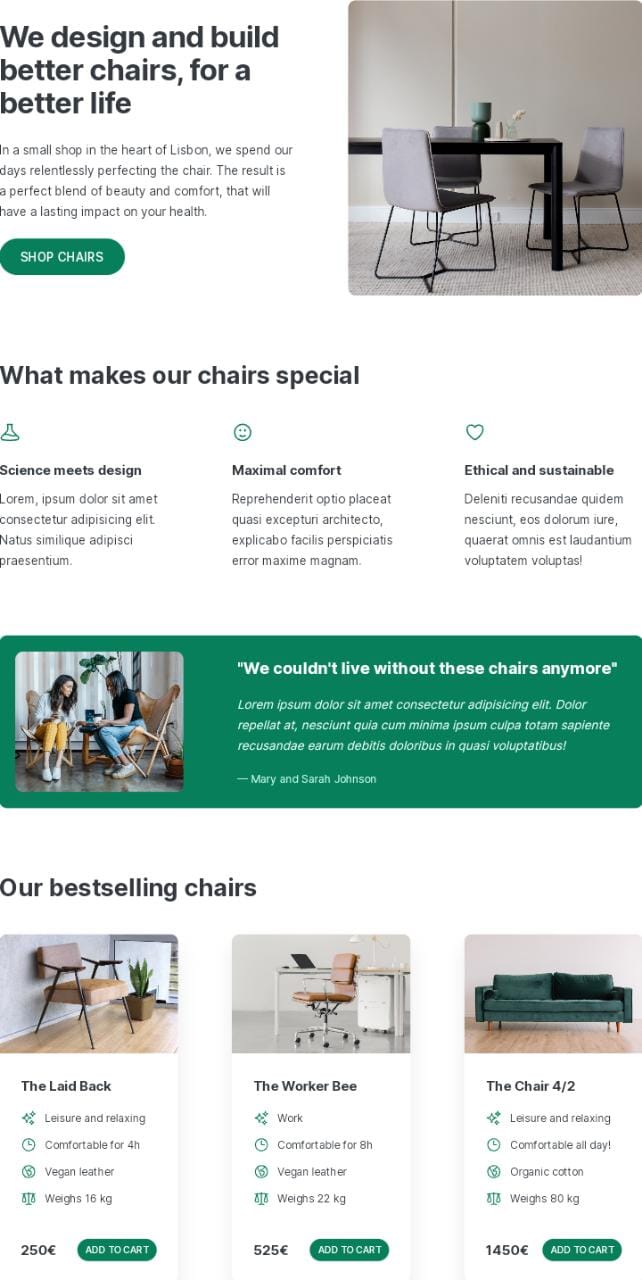 We design and build
better chairs, for a
better life
In a small shop in the heart of Lisbon, we spend our
days relentlessly perfecting the chair. The result is
a perfect blend of beauty and comfort, that will
have a lasting impact on your health.
SHOP CHAIRS
What makes our chairs special
Science meets design
Lorem, ipsum dolor sit amet
consectetur adipisicing elit.
Natus similique adipisci
praesentium.
Maximal comfort
Reprehenderit optio placeat
quasi excepturi architecto,
explicabo facilis perspiciatis
error maxime magnam.
Ethical and sustainable
Deleniti recusandae quidem
nesciunt, eos dolorum iure,
quaerat omnis est laudantium
voluptatem voluptas!
"We couldn't live without these chairs anymore"
Lorem ipsum dolor sit amet consectetur adipisicing elit. Dolor
repellat at, nesciunt quia cum minima ipsum culpa totam sapiente
recusandae earum debitis doloribus in quasi voluptatibus!
— Mary and Sarah Johnson
Our bestselling chairs
The Laid Back
Leisure and relaxing
Comfortable for 4h
Vegan leather
Weighs 16 kg
250€
ADD TO CART
The Worker Bee
Work
Comfortable for 8h
Vegan leather
Weighs 22 kg
525€
ADD TO CART
The Chair 4/2
Leisure and relaxing
Comfortable all day!
Organic cotton
Weighs 80 kg
1450€
ADD TO CART